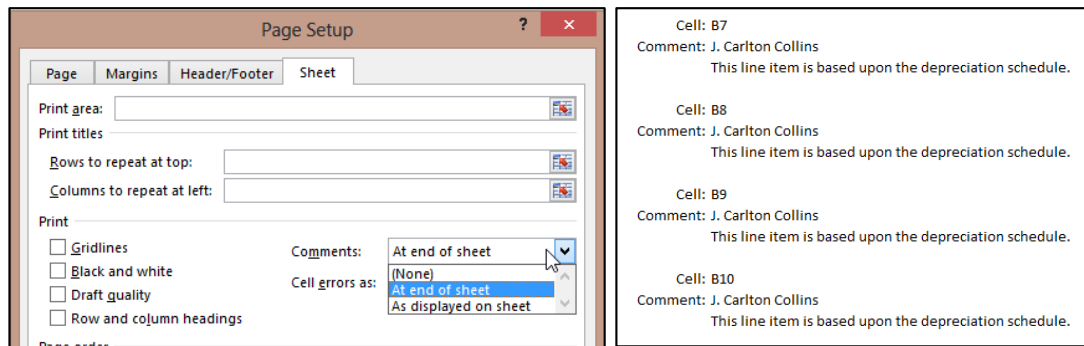 Page Setup
?
×
Page
Margins
Header/Footer
Sheet
Print area:
Print titles
Rows to repeat at top:
Columns to repeat at left:
Print
Gridlines
Comments: At end of sheet
(None)
Black and white
Cell errors as:
At end of sheet
Draft quality
As displayed on sheet
Row and column headings
Page order
Cell: B7
Comment: J. Carlton Collins
This line item is based upon the depreciation schedule.
Cell: B8
Comment: J. Carlton Collins
This line item is based upon the depreciation schedule.
Cell: B9
Comment: J. Carlton Collins
This line item is based upon the depreciation schedule.
Cell: B10
Comment: J. Carlton Collins
This line item is based upon the depreciation schedule.